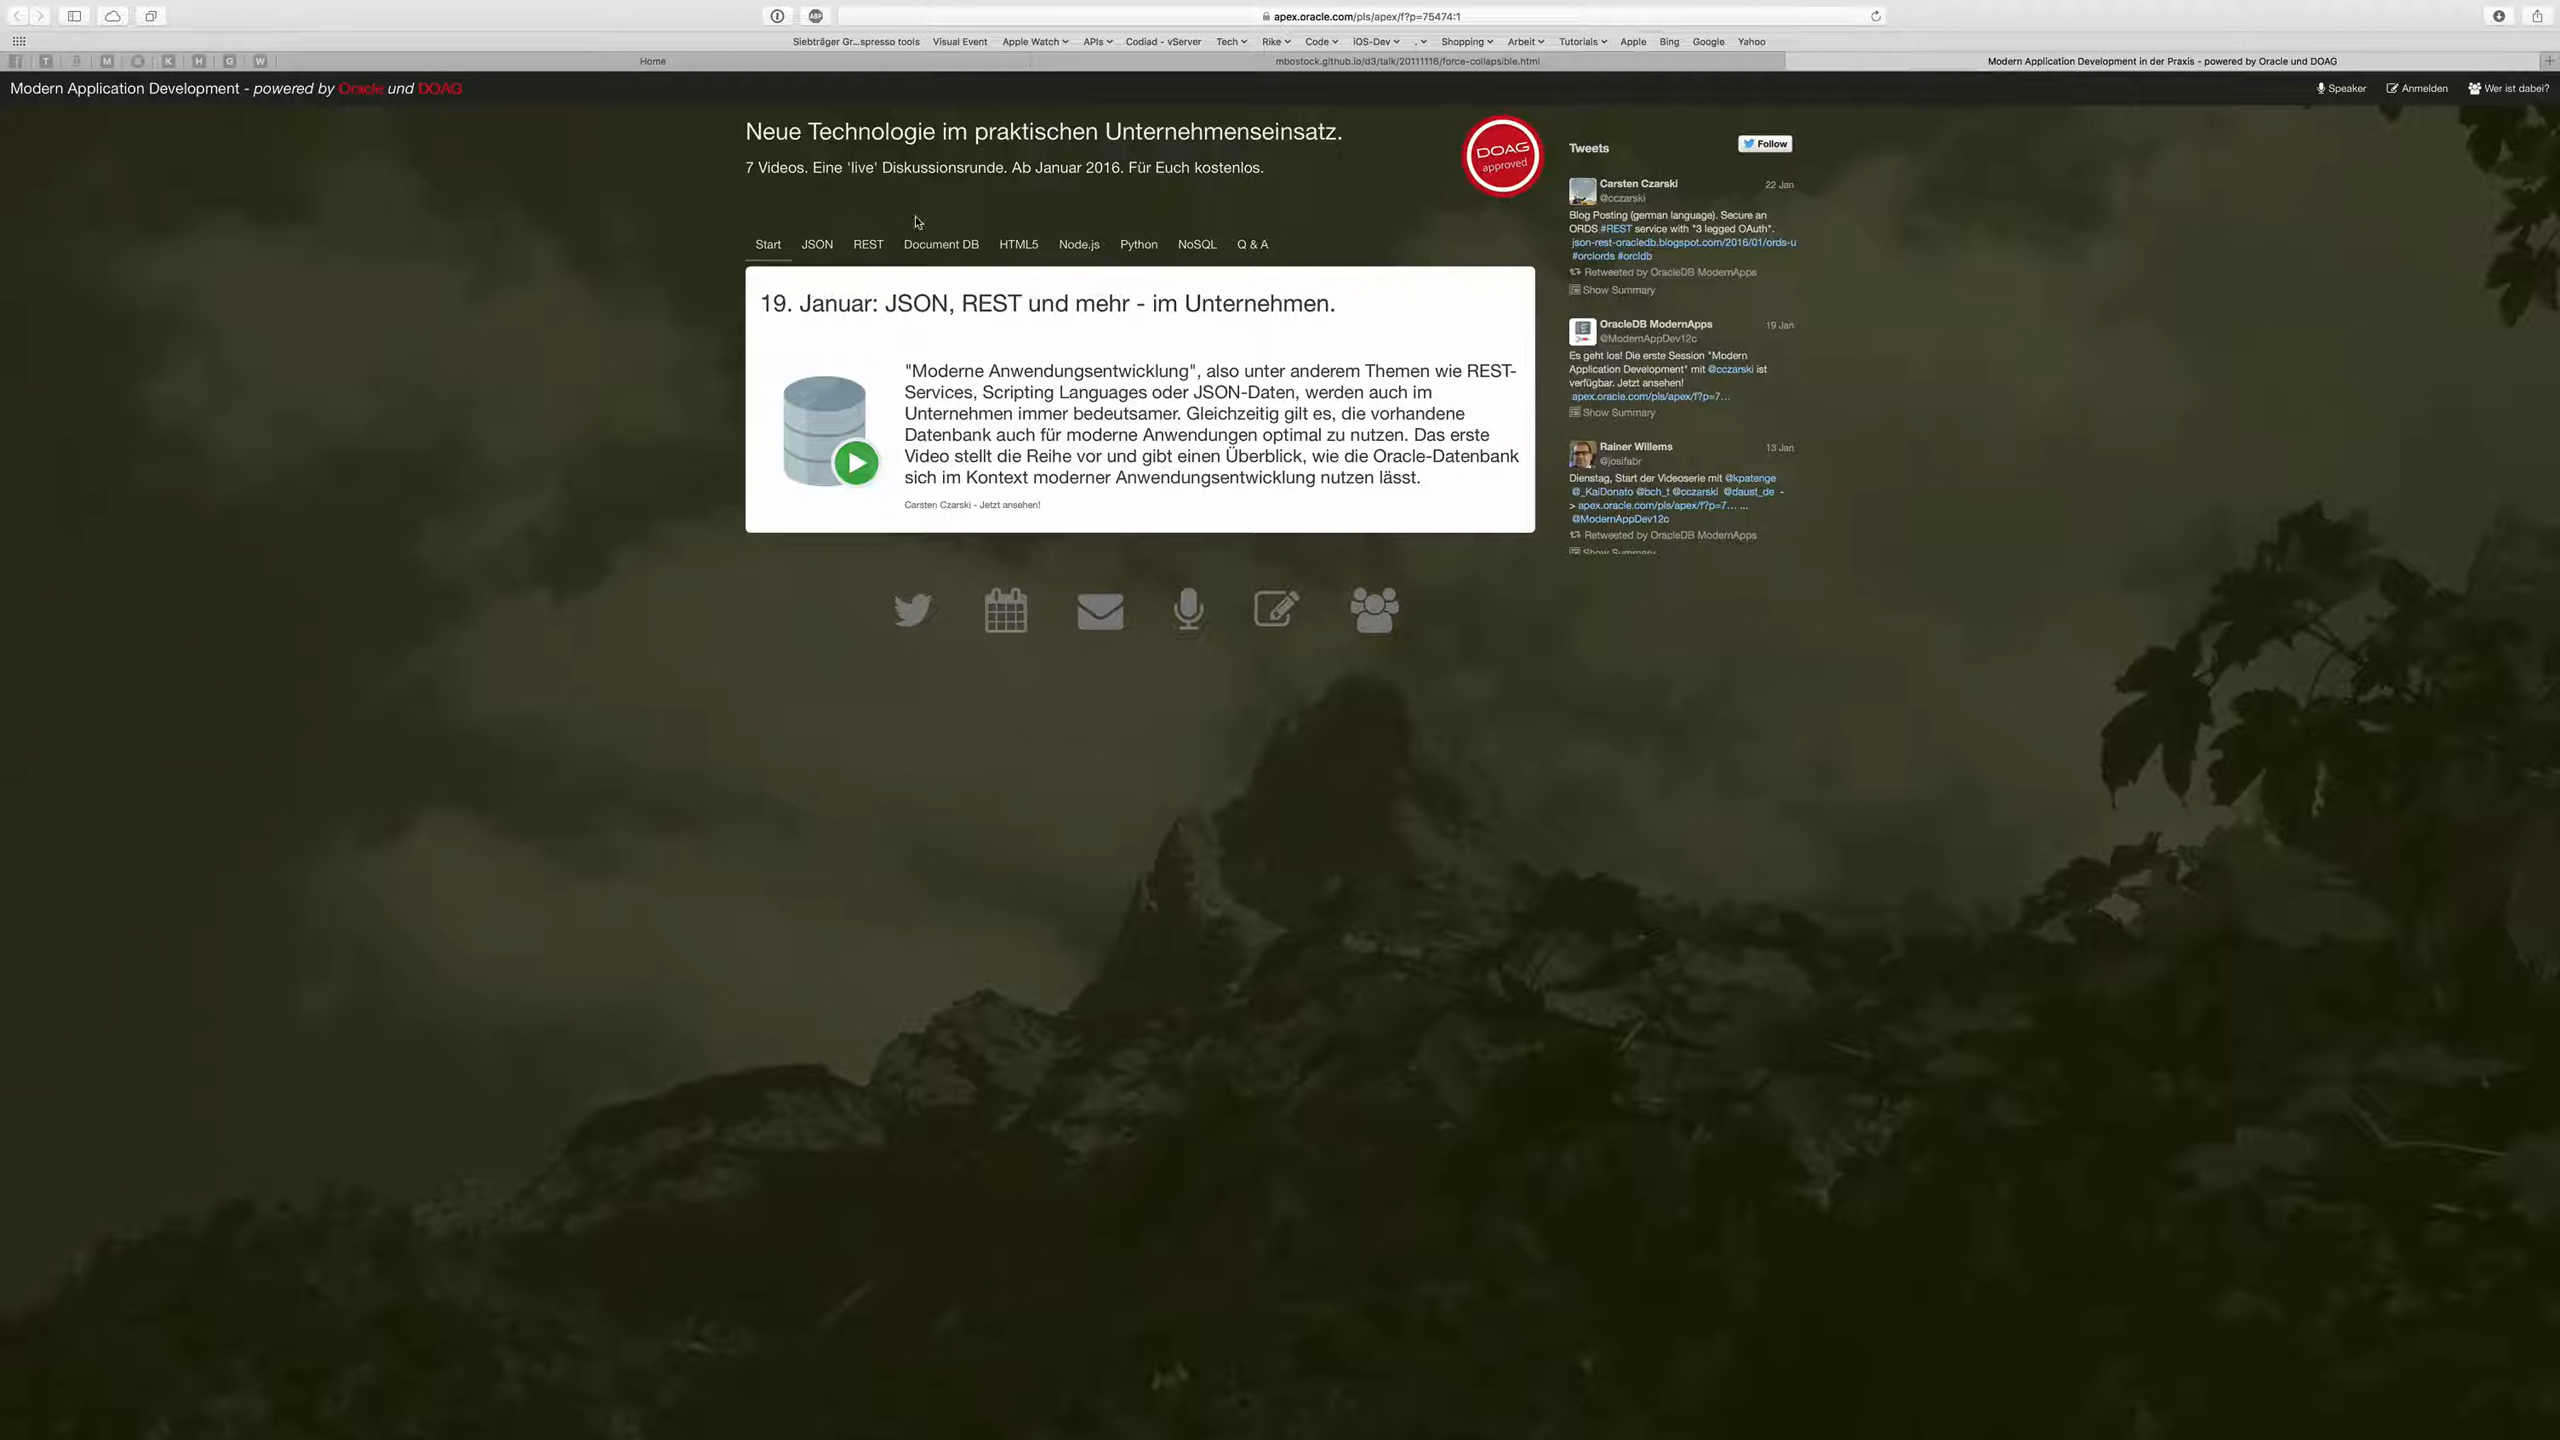 apex.oracle.com/pls/apex/f?p=75474:1
Siebträger Gr...spresso tools Visual Event Apple Watch APIs Codiad - vServer Tech Rike Code iOS-Dev . Shopping Arbeit Tutorials Apple Bing Google Yahoo
T M K H G W Home mbostock.github.io/d3/talk/20111116/force-collapsible.html Modern Application Development in der Praxis - powered by Oracle und DOAG
Modern Application Development - powered by Oracle und DOAG Speaker Anmelden Wer ist dabei?
Neue Technologie im praktischen Unternehmenseinsatz.
7 Videos. Eine 'live' Diskussionsrunde. Ab Januar 2016. Für Euch kostenlos.
DOAG
approved
Start JSON REST Document DB HTML5 Node.js Python NoSQL Q & A
19. Januar: JSON, REST und mehr - im Unternehmen.
"Moderne Anwendungsentwicklung", also unter anderem Themen wie REST-
Services, Scripting Languages oder JSON-Daten, werden auch im
Unternehmen immer bedeutsamer. Gleichzeitig gilt es, die vorhandene
Datenbank auch für moderne Anwendungen optimal zu nutzen. Das erste
Video stellt die Reihe vor und gibt einen Überblick, wie die Oracle-Datenbank
sich im Kontext moderner Anwendungsentwicklung nutzen lässt.
Carsten Czarski - Jetzt ansehen!
Tweets Follow
Carsten Czarski 22 Jan
@cczarski
Blog Posting (german language). Secure an
ORDS #REST service with "3 legged OAuth".
json-rest-oracledb.blogspot.com/2016/01/ords-u
#orclords #orcldb
Retweeted by OracleDB ModernApps
Show Summary
OracleDB ModernApps 19 Jan
@ModernAppDev12c
Es geht los! Die erste Session "Modern
Application Development" mit @cczarski ist
verfügbar. Jetzt ansehen!
apex.oracle.com/pls/apex/f?p=7…
Show Summary
Rainer Willems 13 Jan
@josifabr
Dienstag, Start der Videoserie mit @kpatenge
@_KaiDonato @bch_t @cczarski @daust_de -
> apex.oracle.com/pls/apex/f?p=7… ...
@ModernAppDev12c
Retweeted by OracleDB ModernApps
Show Summary